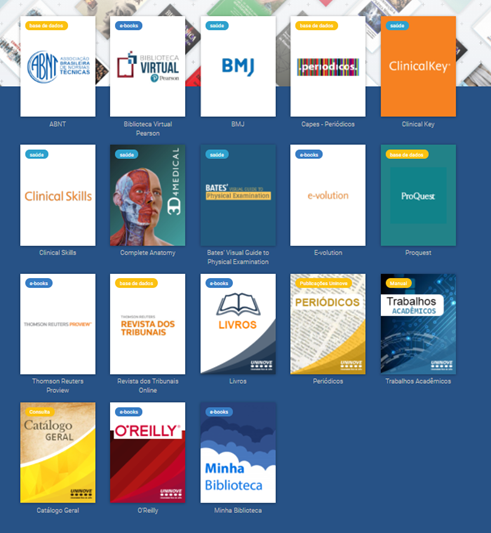 base de dados
e-books
saúde
base de dados
saúde
ABNT
ASSOCIAÇÃO
BRASILEIRA
DE NORMAS
TÉCNICAS
BIBLIOTECA
VIRTUAL
Pearson
BMJ
.periodicos.
ClinicalKey
ABNT
Biblioteca Virtual
Pearson
BMJ
Capes - Periódicos
Clinical Key
saúde
saúde
saúde
e-books
base de dados
Clinical Skills
3D4MEDICAL
BATES' VISUAL GUIDE TO
Physical Examination
e-volution
ProQuest
Clinical Skills
Complete Anatomy
Bates' Visual Guide to
Physical Examination
E-volution
Proquest
e-books
base de dados
e-books
Publicações Uninove
Manual
THOMSON REUTERS PROVIEW
THOMSON REUTERS
REVISTA DOS
TRIBUNAIS
LIVROS
UNINOVE
PERIÓDICOS
UNINOVE
Trabalhos
ACADÊMICOS
UNINOVE
Thomson Reuters
Proview
Revista dos Tribunais
Online
Livros
Periódicos
Trabalhos Acadêmicos
Consulta
e-books
e-books
Catálogo
GERAL
UNINOVE
O'REILLY
UNINOVE
Minha
Biblioteca
Catálogo Geral
O'Reilly
Minha Biblioteca